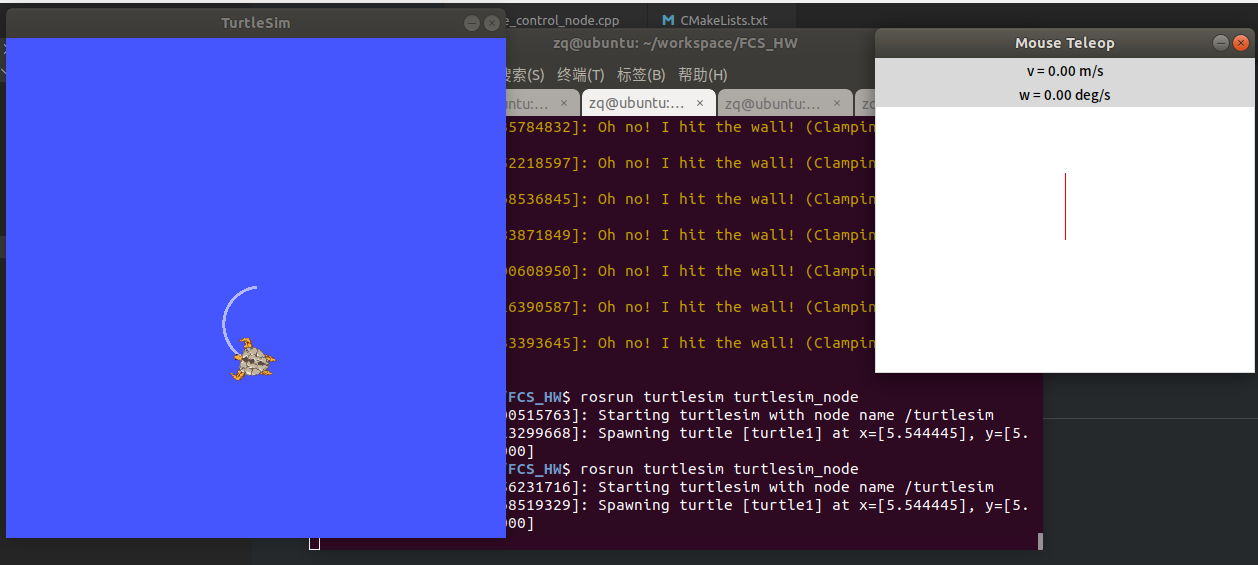 TurtleSim
e_control_node.cpp
CMakeLists.txt
zq@ubuntu: ~/workspace/FCS_HW
Mouse Teleop
搜索(S) 终端(T) 标签(B) 帮助(H)
v = 0.00 m/s
w = 0.00 deg/s
untu:... × zq@ubuntu:... × zq@ubuntu:... × zq
5784832]: Oh no! I hit the wall! (Clampin
2218597]: Oh no! I hit the wall! (Clampin
8536845]: Oh no! I hit the wall! (Clampin
3871849]: Oh no! I hit the wall! (Clampin
0608950]: Oh no! I hit the wall! (Clampin
6390587]: Oh no! I hit the wall! (Clampin
3393645]: Oh no! I hit the wall! (Clampin
/FCS_HW$ rosrun turtlesim turtlesim_node
0515763]: Starting turtlesim with node name /turtlesim
3299668]: Spawning turtle [turtle1] at x=[5.544445], y=[5.
000]
/FCS_HW$ rosrun turtlesim turtlesim_node
6231716]: Starting turtlesim with node name /turtlesim
8519329]: Spawning turtle [turtle1] at x=[5.544445], y=[5.
000]